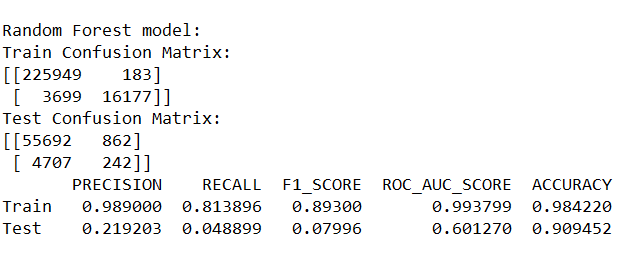 Random Forest model:
Train Confusion Matrix:
[[225949    183]
 [  3699  16177]]
Test Confusion Matrix:
[[55692   862]
 [ 4707   242]]
       PRECISION    RECALL  F1_SCORE  ROC_AUC_SCORE  ACCURACY
Train   0.989000  0.813896   0.89300       0.993799  0.984220
Test    0.219203  0.048899   0.07996       0.601270  0.909452